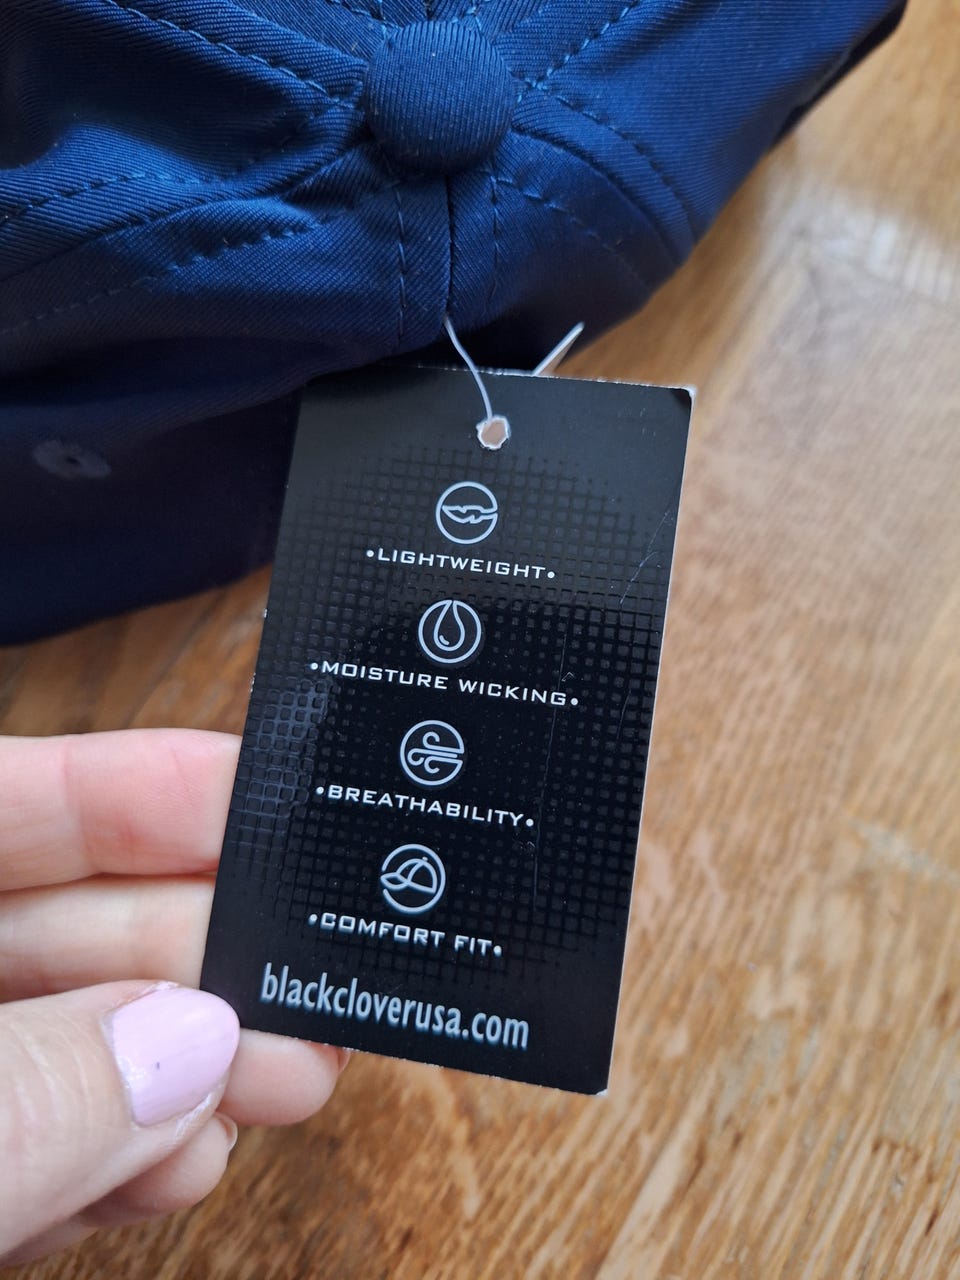 •LIGHTWEIGHT•
•MOISTURE WICKING•
•BREATHABILITY•
•COMFORT FIT•
blackcloverusa.com